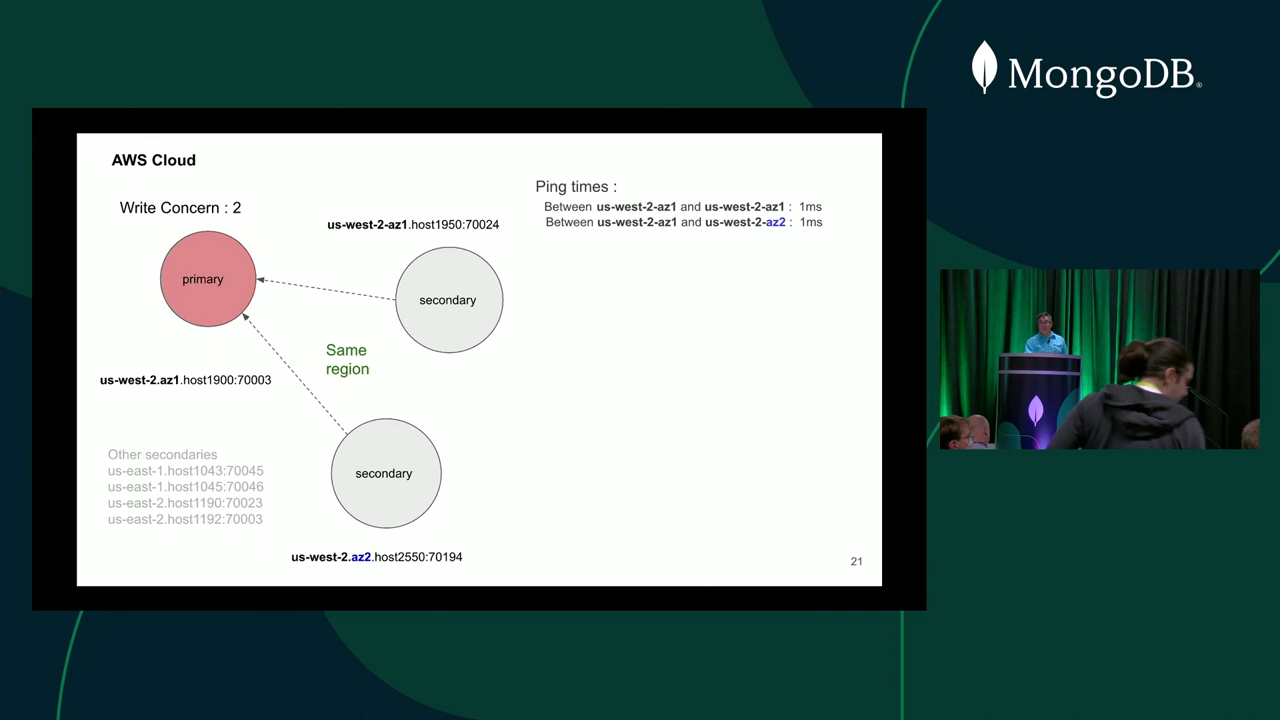 MongoDB®
AWS Cloud
Write Concern : 2
Ping times :
Between us-west-2-az1 and us-west-2-az1 : 1ms
Between us-west-2-az1 and us-west-2-az2 : 1ms
us-west-2-az1.host1950:70024
primary
secondary
Same
region
us-west-2.az1.host1900:70003
Other secondaries
us-east-1.host1043:70045
us-east-1.host1045:70046
us-east-2.host1190:70023
us-east-2.host1192:70003
secondary
us-west-2.az2.host2550:70194
21